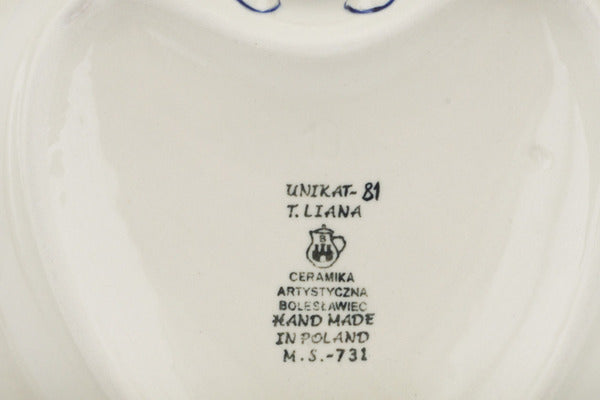 UNIKAT-81
T.LIANA
B
CERAMIKA
ARTYSTYCZNA
BOLESŁAWIEC
HAND MADE
IN POLAND
M.S.-731